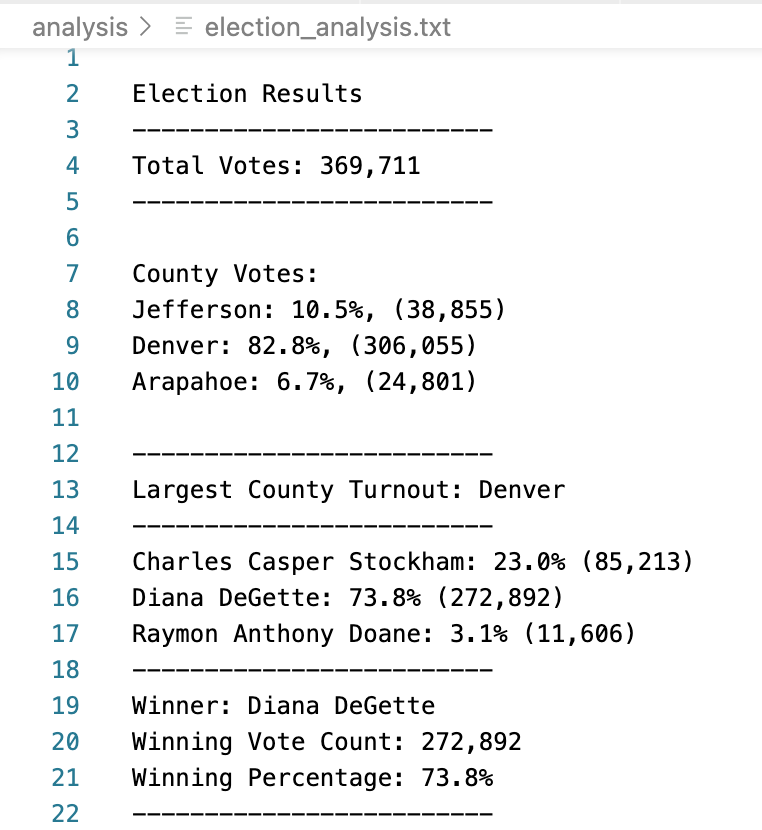 analysis > election_analysis.txt
1
2 Election Results
3 -------------------------
4 Total Votes: 369,711
5 -------------------------
6
7 County Votes:
8 Jefferson: 10.5%, (38,855)
9 Denver: 82.8%, (306,055)
10 Arapahoe: 6.7%, (24,801)
11
12 -------------------------
13 Largest County Turnout: Denver
14 -------------------------
15 Charles Casper Stockham: 23.0% (85,213)
16 Diana DeGette: 73.8% (272,892)
17 Raymon Anthony Doane: 3.1% (11,606)
18 -------------------------
19 Winner: Diana DeGette
20 Winning Vote Count: 272,892
21 Winning Percentage: 73.8%
22 -------------------------